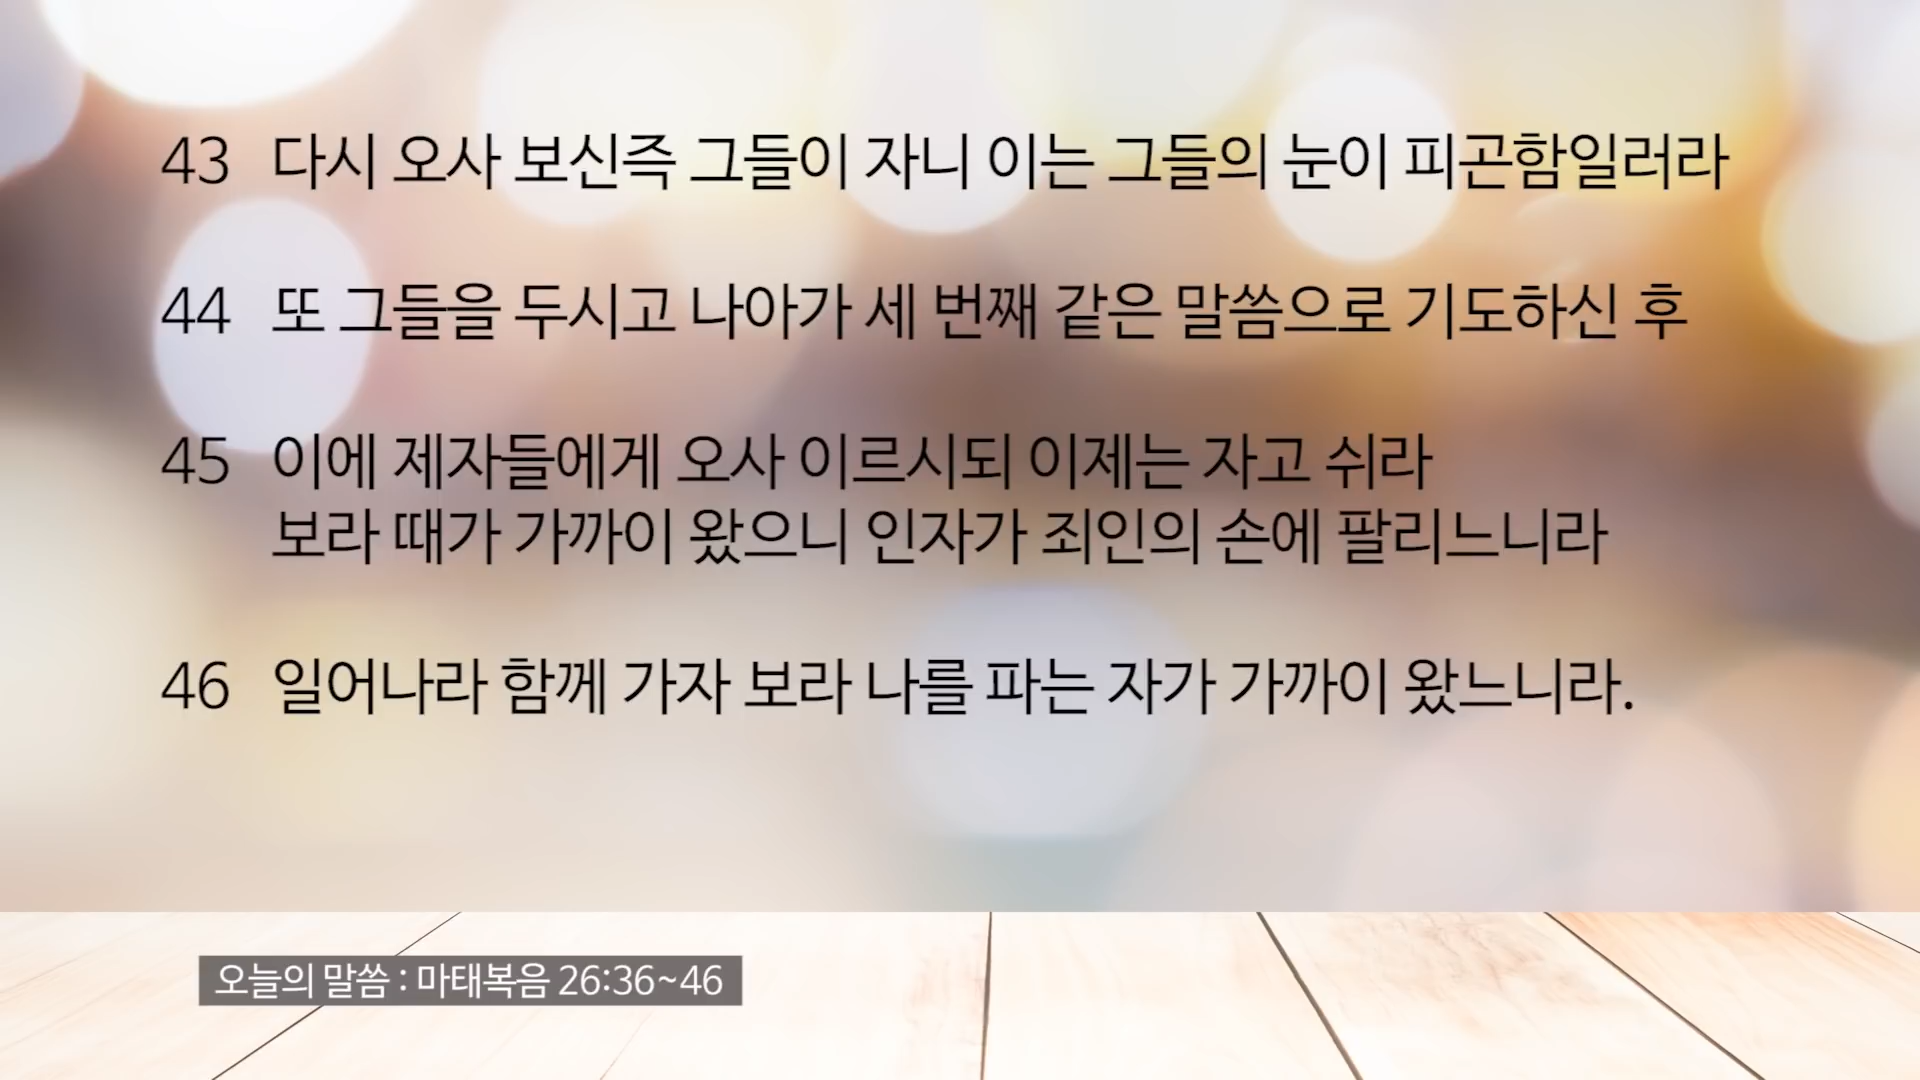 43 다시 오사 보신즉 그들이 자니 이는 그들의 눈이 피곤함일러라
44 또 그들을 두시고 나아가 세 번째 같은 말씀으로 기도하신 후
45 이에 제자들에게 오사 이르시되 이제는 자고 쉬라
보라 때가 가까이 왔으니 인자가 죄인의 손에 팔리느니라
46 일어나라 함께 가자 보라 나를 파는 자가 가까이 왔느니라.
오늘의 말씀 : 마태복음 26:36~46